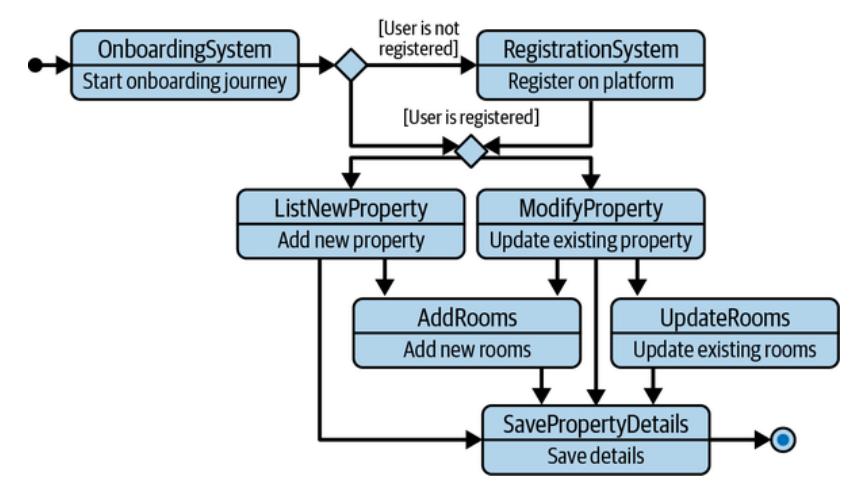 [User is not
registered]
OnboardingSystem
Start onboarding journey
RegistrationSystem
Register on platform
[User is registered]
ListNewProperty
Add new property
ModifyProperty
Update existing property
AddRooms
Add new rooms
UpdateRooms
Update existing rooms
SavePropertyDetails
Save details